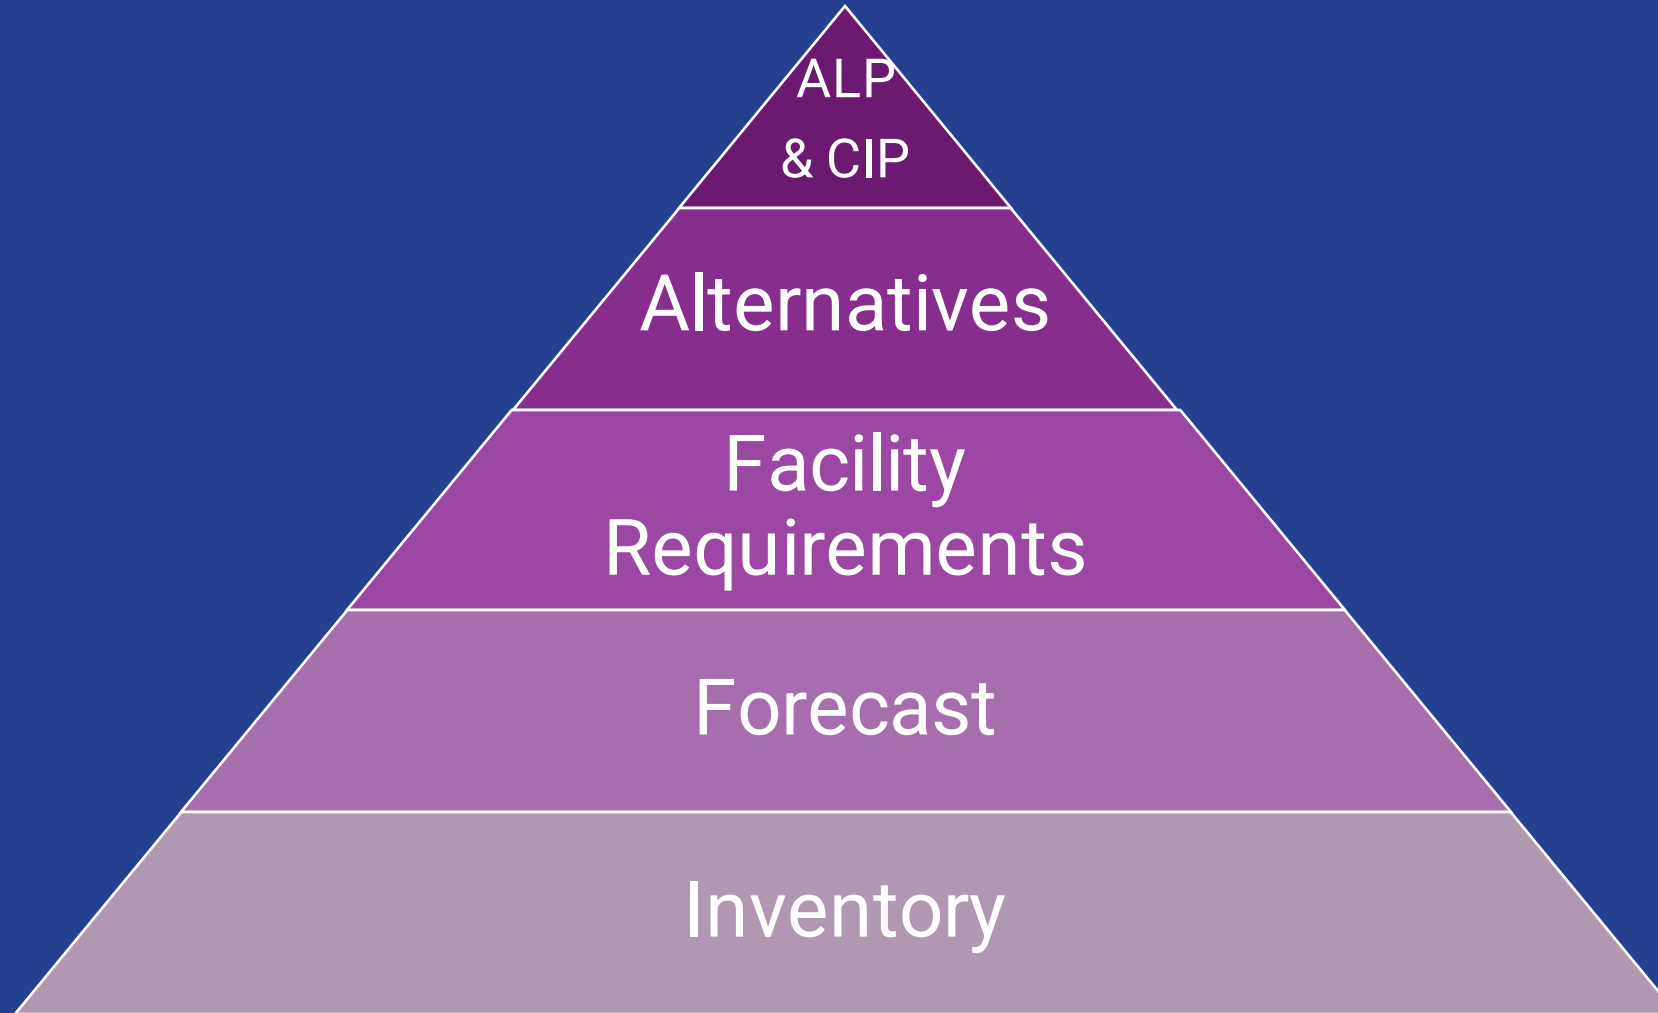 ALP
& CIP
Alternatives
Facility
Requirements
Forecast
Inventory